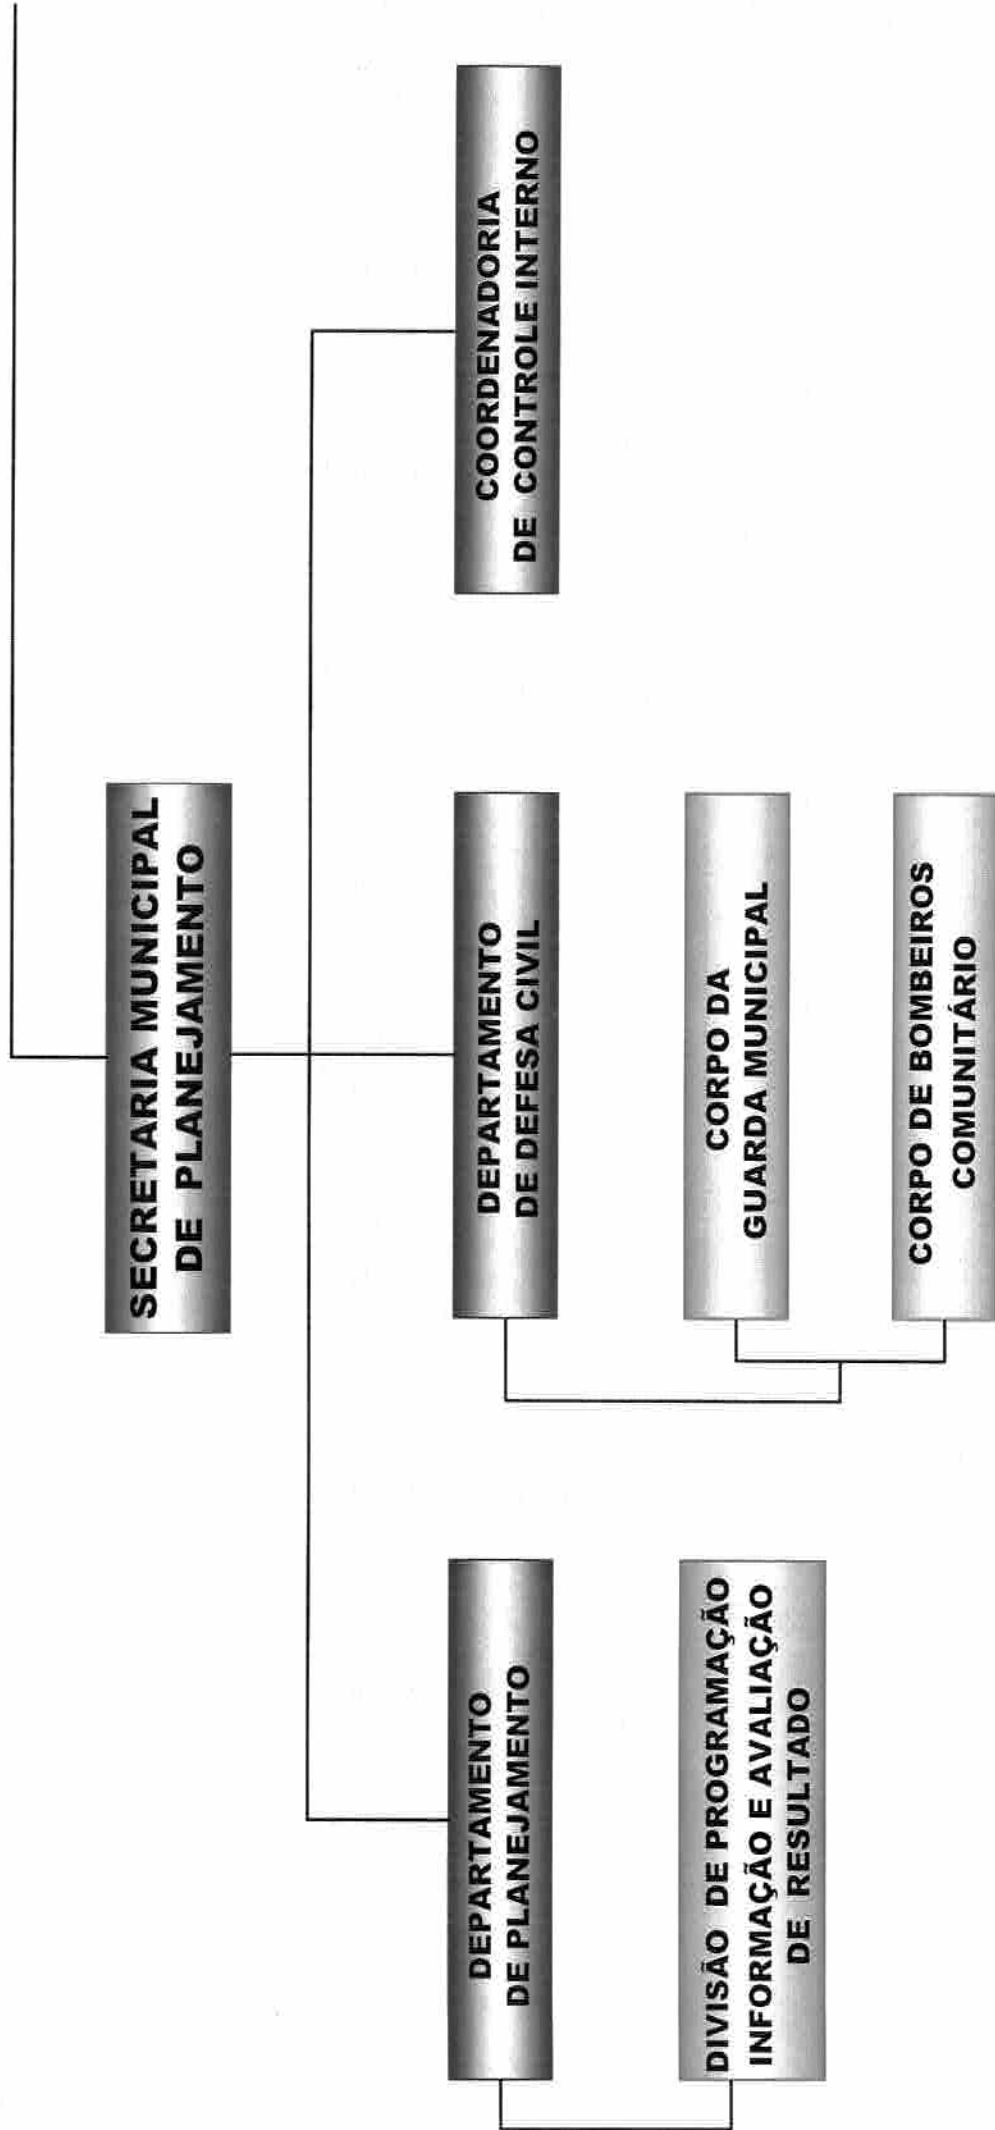 SECRETARIA MUNICIPAL
DE PLANEJAMENTO
DEPARTAMENTO
DE PLANEJAMENTO
DIVISÃO DE PROGRAMAÇÃO
INFORMAÇÃO E AVALIAÇÃO
DE RESULTADO
DEPARTAMENTO
DE DEFESA CIVIL
CORPO DA
GUARDA MUNICIPAL
CORPO DE BOMBEIROS
COMUNITÁRIO
COORDENADORIA
DE CONTROLE INTERNO